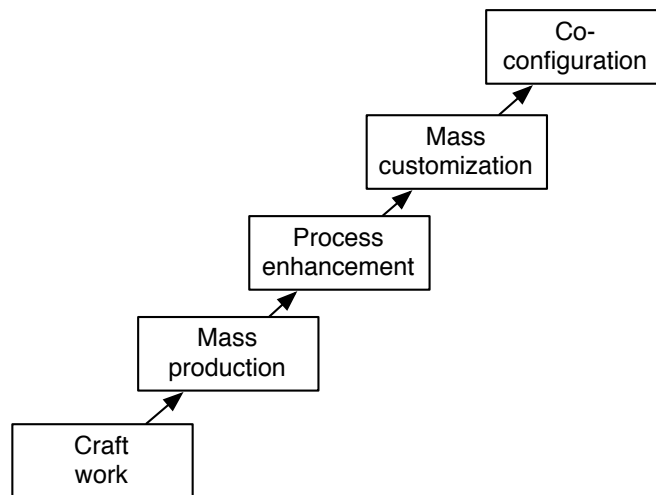 Co-
configuration
Mass
customization
Process
enhancement
Mass
production
Craft
work